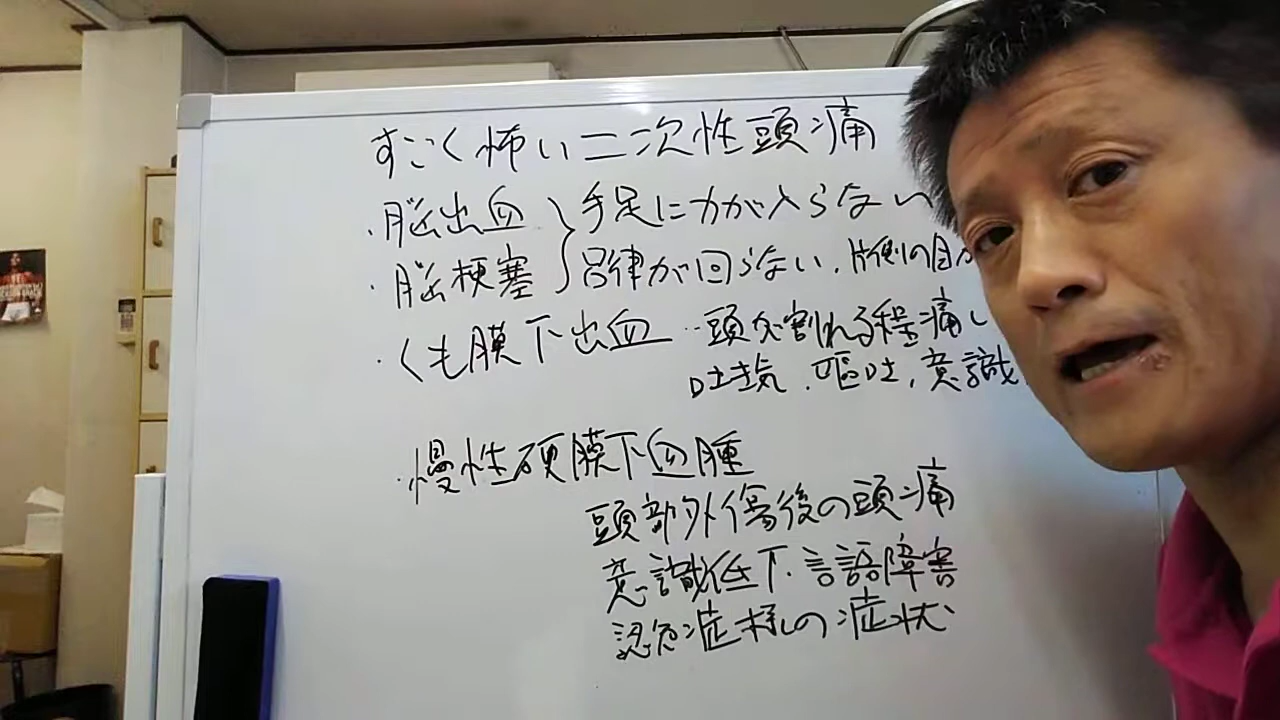 すごく怖い二次性頭痛
・脳出血 } 手足に力が入らない
・脳梗塞 } 呂律が回らない、片側の目が
・くも膜下出血 … 頭が割れる程痛い
吐き気、嘔吐、意識
・慢性硬膜下血腫
頭部外傷後の頭痛
意識低下、言語障害
認知症様の症状